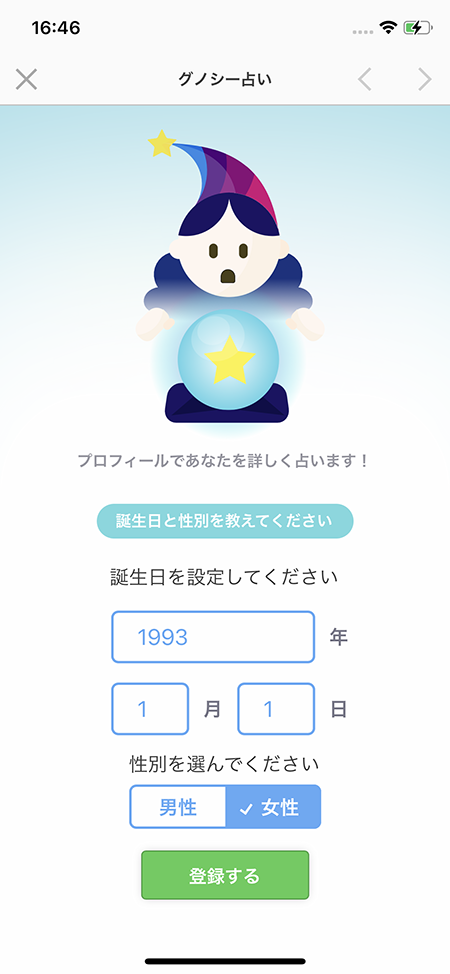 16:46
グノシー占い
プロフィールであなたを詳しく占います！
誕生日と性別を教えてください
誕生日を設定してください
1993 年
1 月 1 日
性別を選んでください
男性 女性
登録する